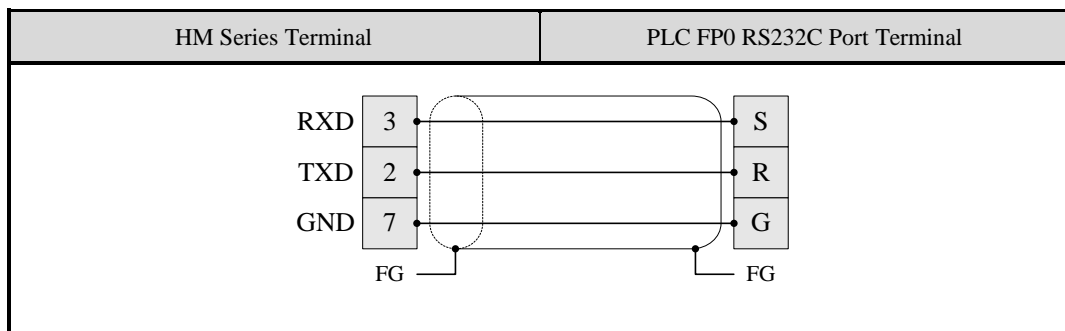 HM Series Terminal PLC FP0 RS232C Port Terminal
RXD 3 S
TXD 2 R
GND 7 G
FG FG